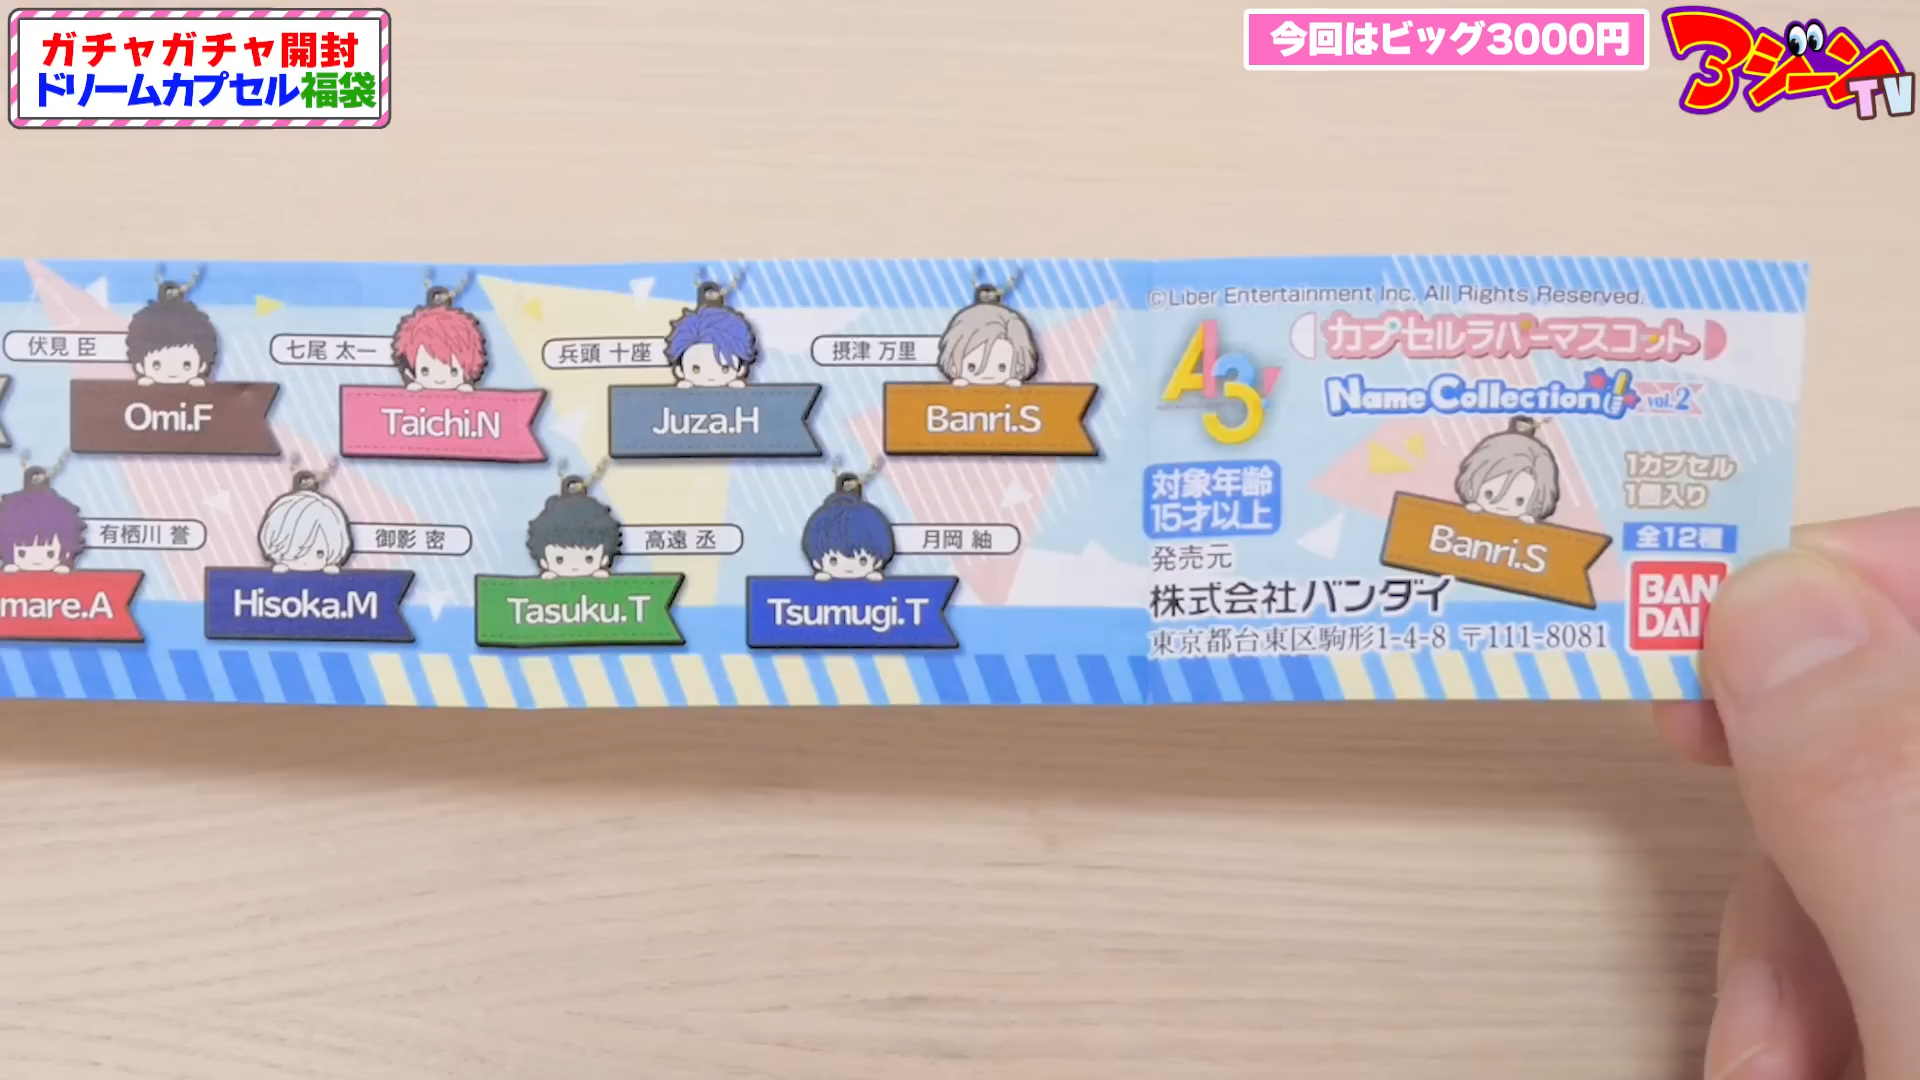 ガチャガチャ開封
ドリームカプセル福袋
今回はビッグ3000円
アジーンTV
伏見 臣
Omi.F
七尾 太一
Taichi.N
兵頭 十座
Juza.H
摂津 万里
Banri.S
mare.A
有栖川 誉
Hisoka.M
御影 密
Tasuku.T
高遠 丞
Tsumugi.T
月岡 紬
©Liber Entertainment Inc. All Rights Reserved.
A3!
カプセルラバーマスコット
Name Collection! vol.2
対象年齢
15才以上
Banri.S
1カプセル
1個入り
全12種
発売元
株式会社バンダイ
東京都台東区駒形1-4-8 〒111-8081
BAN
DAI